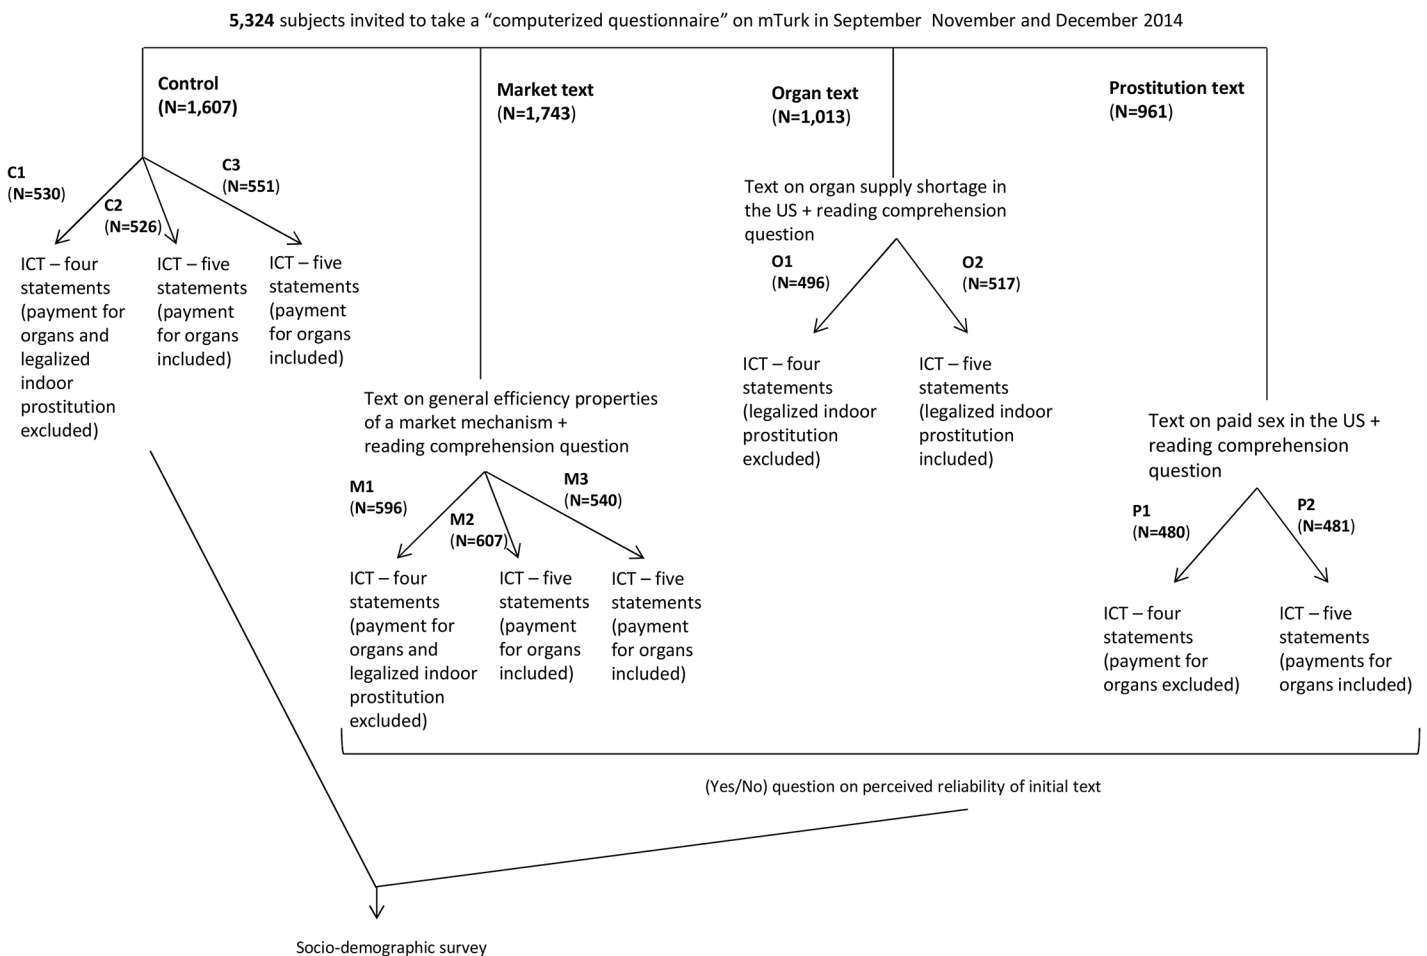 5,324 subjects invited to take a “computerized questionnaire” on mTurk in September  November and December 2014
Control
(N=1,607)
Market text
(N=1,743)
Organ text
(N=1,013)
Prostitution text
(N=961)
C1
(N=530)
C2
(N=526)
C3
(N=551)
ICT – four
statements
(payment for
organs and
legalized
indoor
prostitution
excluded)
ICT – five
statements
(payment
for organs
included)
ICT – five
statements
(payment
for organs
included)
Text on general efficiency properties
of a market mechanism +
reading comprehension question
M1
(N=596)
M2
(N=607)
M3
(N=540)
ICT – four
statements
(payment for
organs and
legalized indoor
prostitution
excluded)
ICT – five
statements
(payment
for organs
included)
ICT – five
statements
(payment
for organs
included)
Text on organ supply shortage in
the US + reading comprehension
question
O1
(N=496)
O2
(N=517)
ICT – four
statements
(legalized indoor
prostitution
excluded)
ICT – five
statements
(legalized indoor
prostitution
included)
Text on paid sex in the US +
reading comprehension
question
P1
(N=480)
P2
(N=481)
ICT – four
statements
(payment for
organs excluded)
ICT – five
statements
(payments for
organs included)
(Yes/No) question on perceived reliability of initial text
Socio-demographic survey